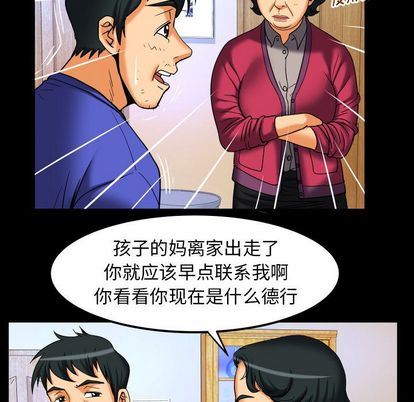 孩子的妈离家出走了
你就应该早点联系我啊
你看看你现在是什么德行